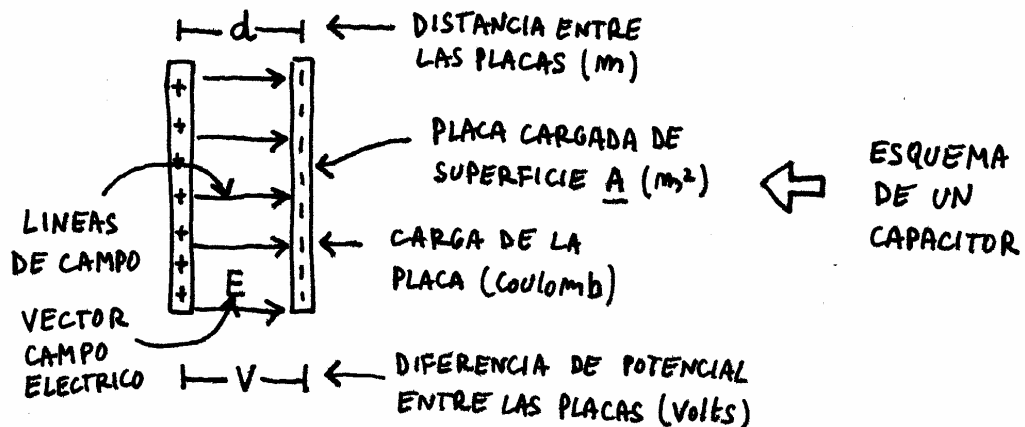 d
DISTANCIA ENTRE
LAS PLACAS (m)
PLACA CARGADA DE
SUPERFICIE A (m²)
ESQUEMA
DE UN
CAPACITOR
LINEAS
DE CAMPO
CARGA DE LA
PLACA (Coulomb)
E
VECTOR
CAMPO
ELECTRICO
V
DIFERENCIA DE POTENCIAL
ENTRE LAS PLACAS (Volts)